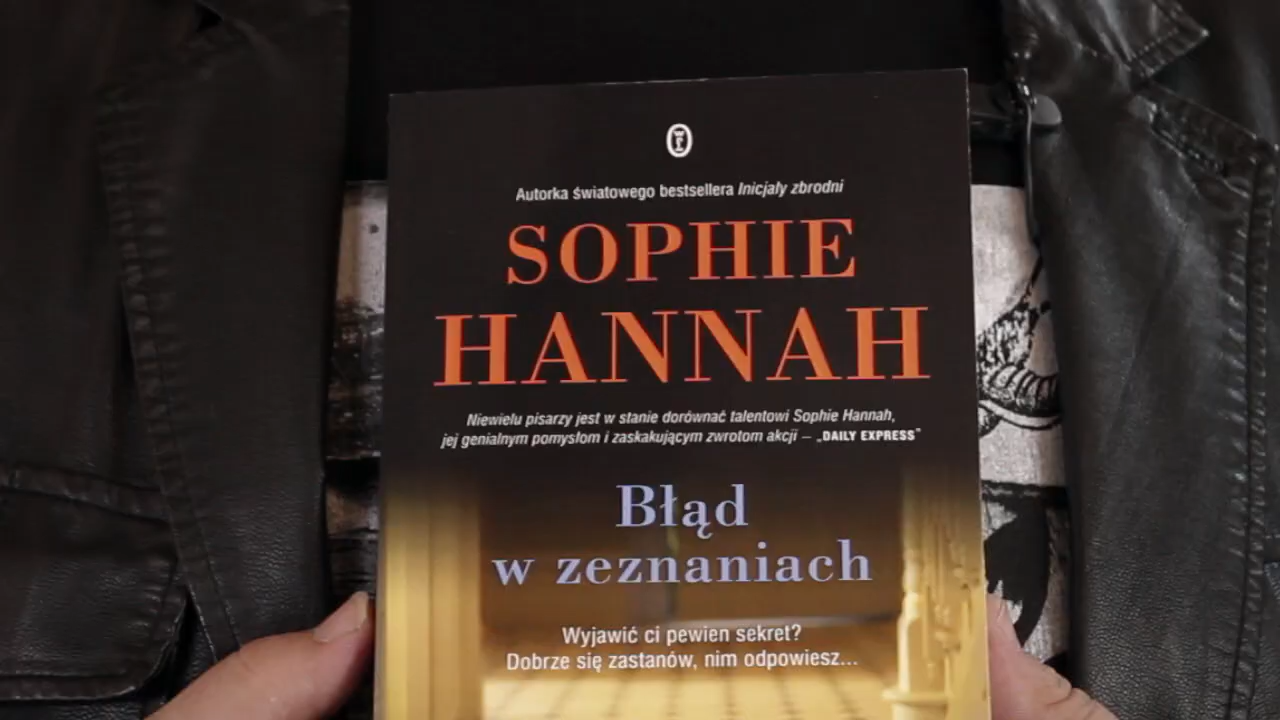 Autorka światowego bestsellera Inicjały zbrodni
SOPHIE
HANNAH
Niewielu pisarzy jest w stanie dorównać talentowi Sophie Hannah,
jej genialnym pomysłom i zaskakującym zwrotom akcji – „DAILY EXPRESS”
Błąd
w zeznaniach
Wyjawić ci pewien sekret?
Dobrze się zastanów, nim odpowiesz...